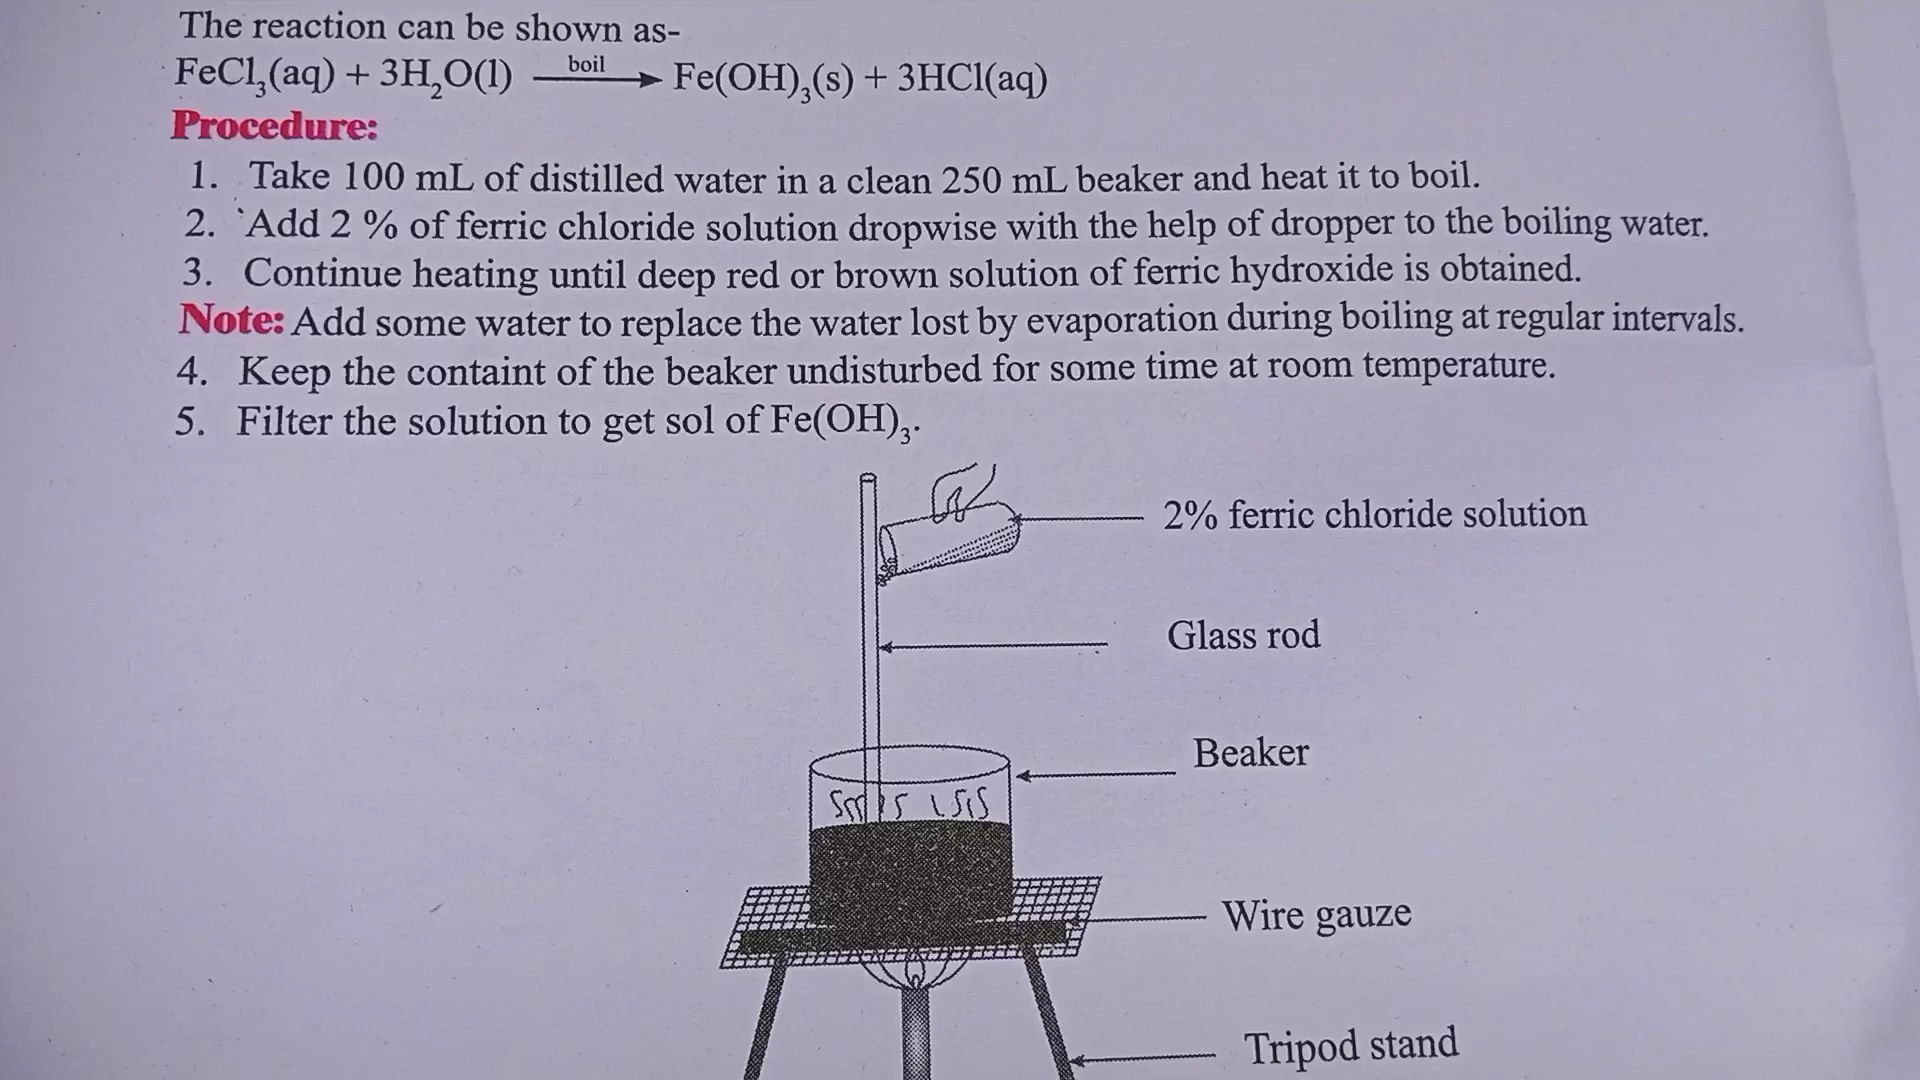 The reaction can be shown as-
FeCl₃(aq) + 3H₂O(l) boil → Fe(OH)₃(s) + 3HCl(aq)
Procedure:
1. Take 100 mL of distilled water in a clean 250 mL beaker and heat it to boil.
2. Add 2 % of ferric chloride solution dropwise with the help of dropper to the boiling water.
3. Continue heating until deep red or brown solution of ferric hydroxide is obtained.
Note: Add some water to replace the water lost by evaporation during boiling at regular intervals.
4. Keep the containt of the beaker undisturbed for some time at room temperature.
5. Filter the solution to get sol of Fe(OH)₃.
2% ferric chloride solution
Glass rod
Beaker
Wire gauze
Tripod stand